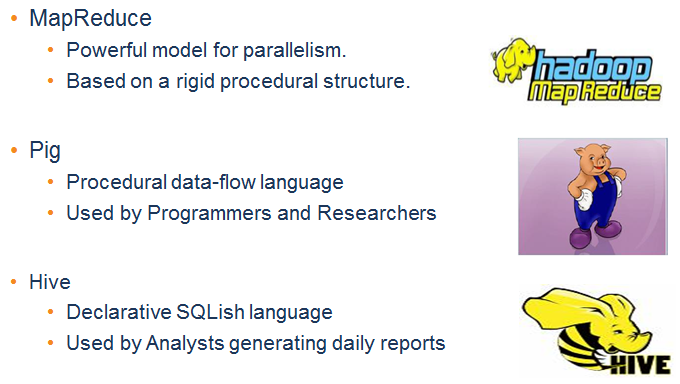 • MapReduce
• Powerful model for parallelism.
• Based on a rigid procedural structure.
hadoop
Map Reduce
• Pig
• Procedural data-flow language
• Used by Programmers and Researchers
• Hive
• Declarative SQLish language
• Used by Analysts generating daily reports
HIVE